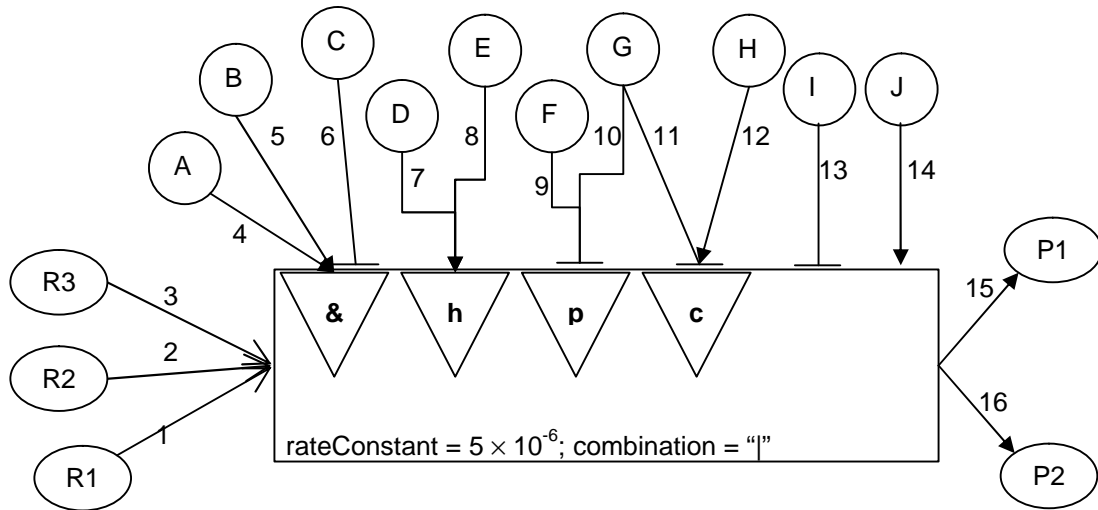 C
E
G
H
B
I
J
D
F
5
6
8
10
11
12
A
7
9
13
14
4
P1
R3
3
15
&
h
p
c
2
R2
16
1
rateConstant = 5 × 10⁻⁶; combination = “|”
R1
P2